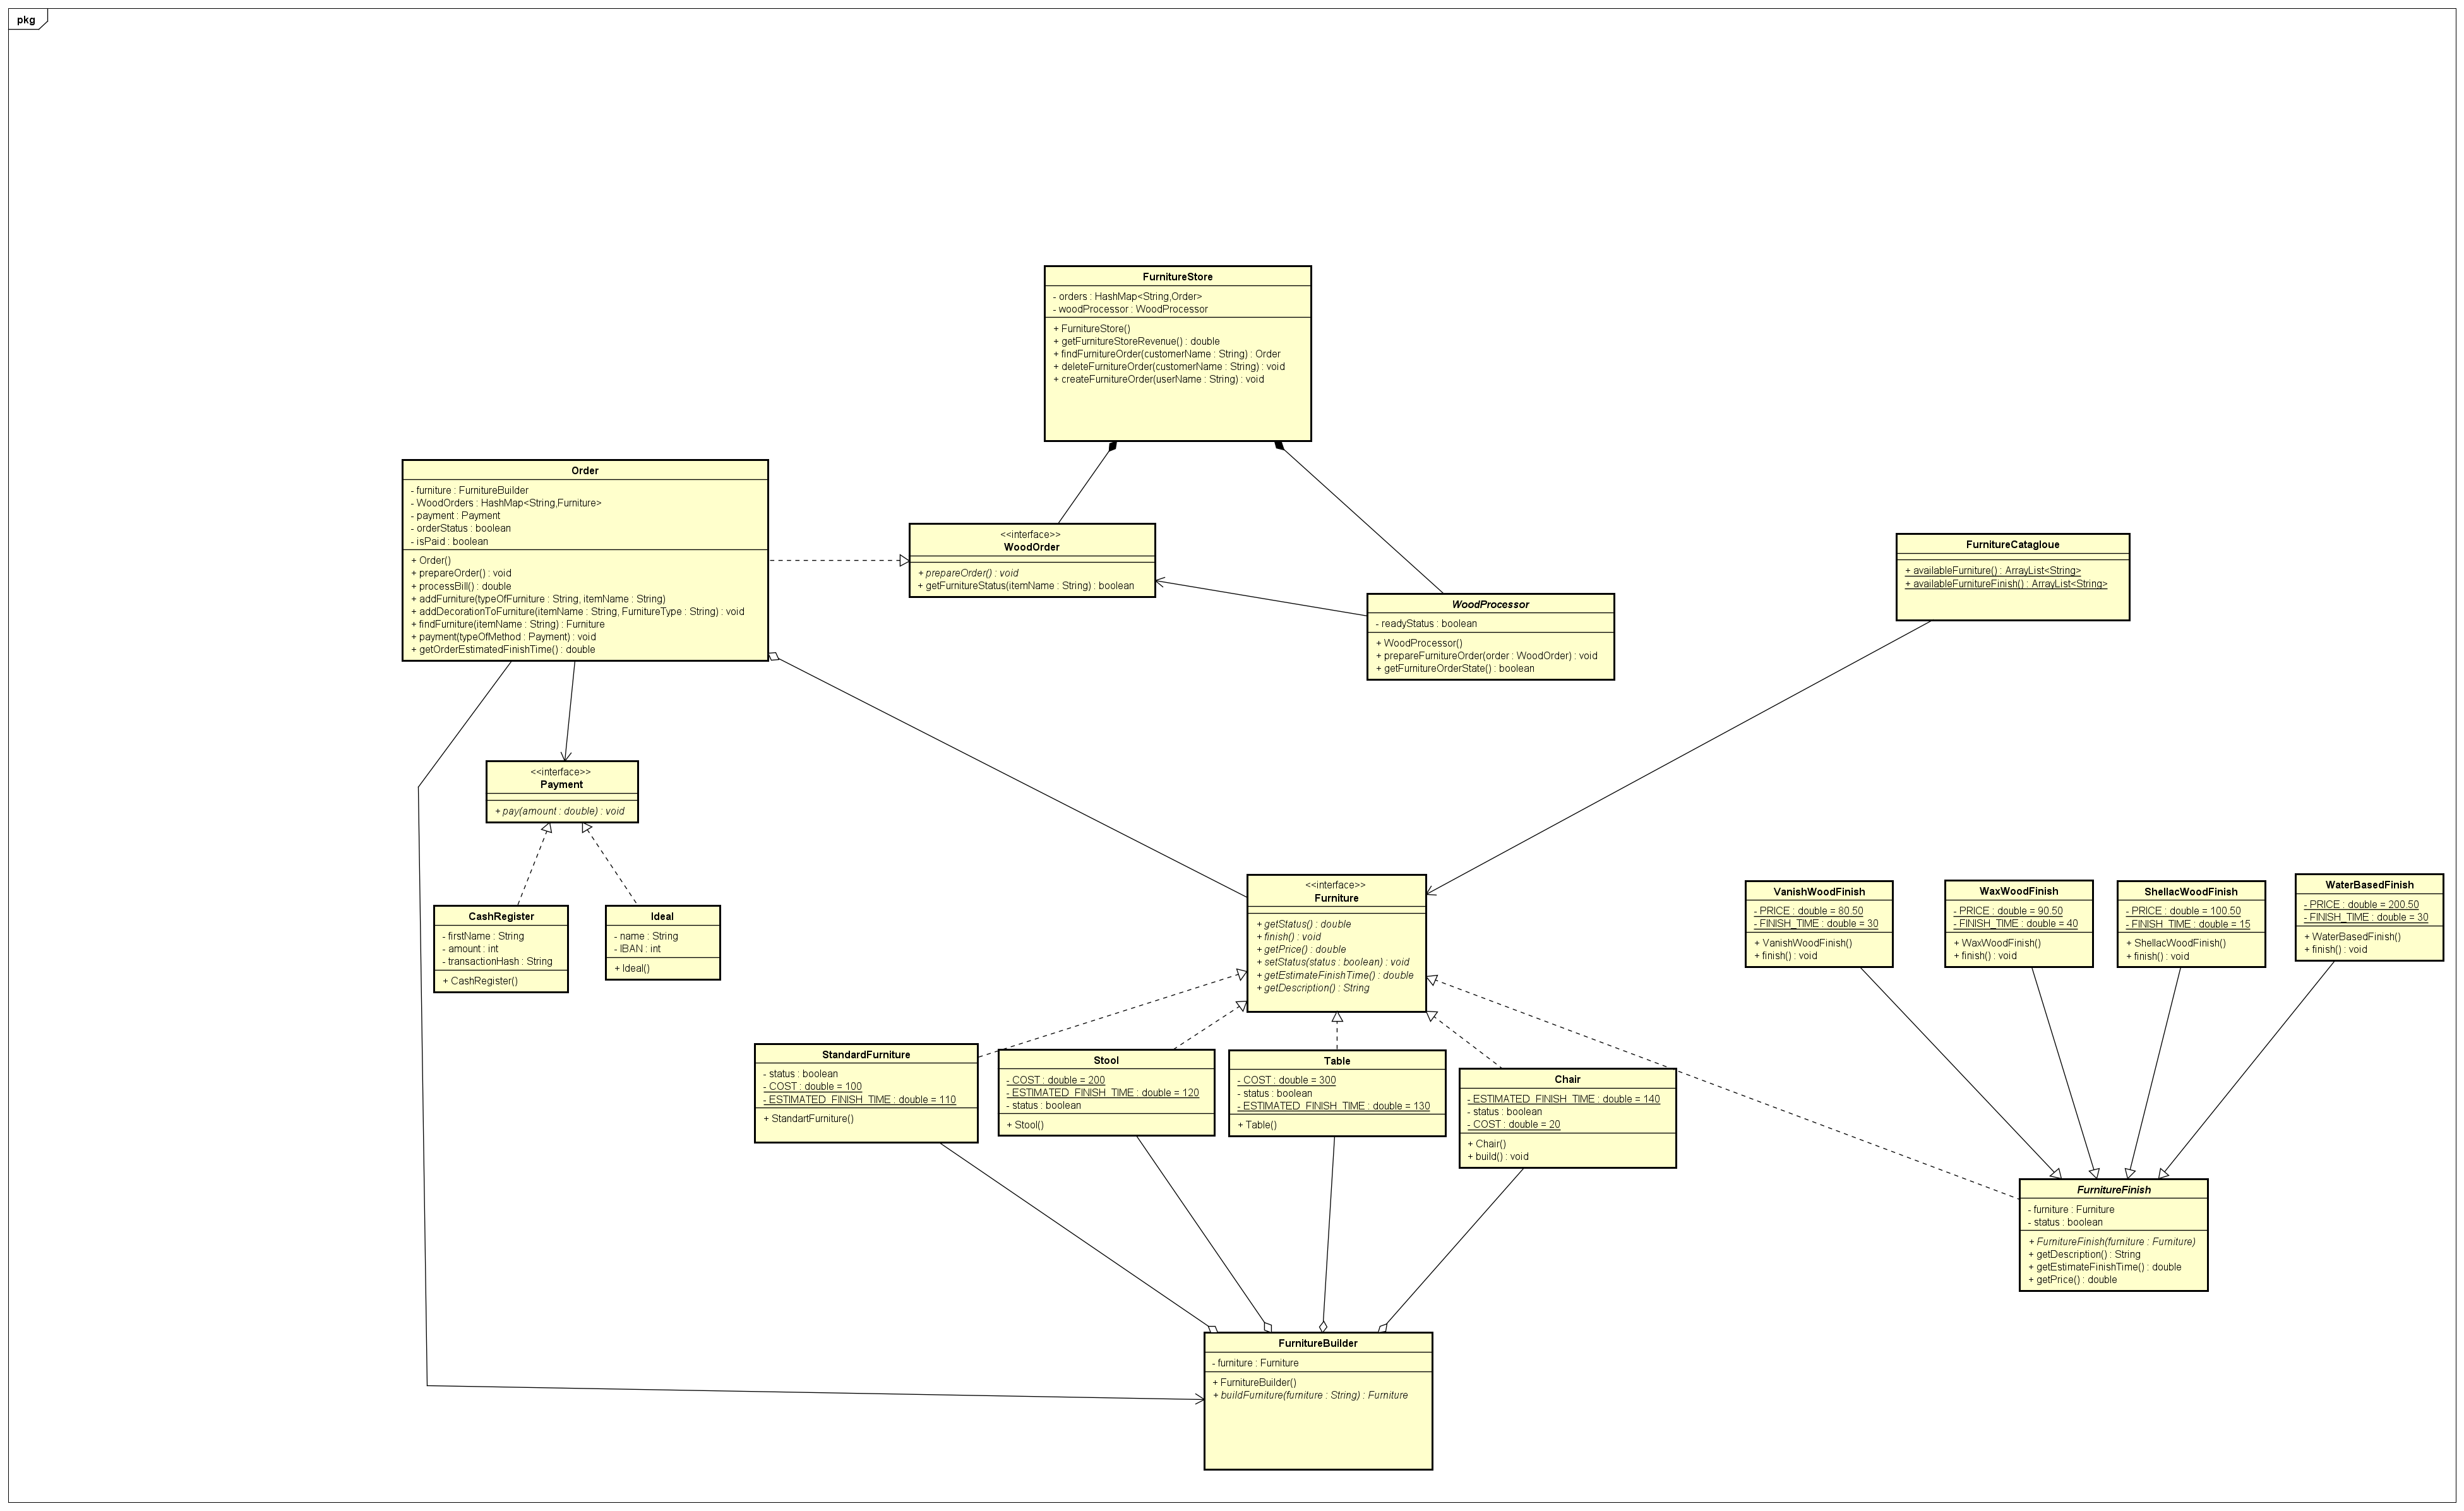 pkg
FurnitureStore
- orders : HashMap<String,Order>
- woodProcessor : WoodProcessor
+ FurnitureStore()
+ getFurnitureStoreRevenue() : double
+ findFurnitureOrder(customerName : String) : Order
+ deleteFurnitureOrder(customerName : String) : void
+ createFurnitureOrder(userName : String) : void
Order
- furniture : FurnitureBuilder
- WoodOrders : HashMap<String,Furniture>
- payment : Payment
- orderStatus : boolean
- isPaid : boolean
+ Order()
+ prepareOrder() : void
+ processBill() : double
+ addFurniture(typeOfFurniture : String, itemName : String)
+ addDecorationToFurniture(itemName : String, FurnitureType : String) : void
+ findFurniture(itemName : String) : Furniture
+ payment(typeOfMethod : Payment) : void
+ getOrderEstimatedFinishTime() : double
<<interface>>
WoodOrder
+ prepareOrder() : void
+ getFurnitureStatus(itemName : String) : boolean
WoodProcessor
- readyStatus : boolean
+ WoodProcessor()
+ prepareFurnitureOrder(order : WoodOrder) : void
+ getFurnitureOrderState() : boolean
FurnitureCatagloue
+ availableFurniture() : ArrayList<String>
+ availableFurnitureFinish() : ArrayList<String>
<<interface>>
Payment
+ pay(amount : double) : void
CashRegister
- firstName : String
- amount : int
- transactionHash : String
+ CashRegister()
Ideal
- name : String
- IBAN : int
+ Ideal()
<<interface>>
Furniture
+ getStatus() : double
+ finish() : void
+ getPrice() : double
+ setStatus(status : boolean) : void
+ getEstimateFinishTime() : double
+ getDescription() : String
VanishWoodFinish
- PRICE : double = 80.50
- FINISH_TIME : double = 30
+ VanishWoodFinish()
+ finish() : void
WaxWoodFinish
- PRICE : double = 90.50
- FINISH_TIME : double = 40
+ WaxWoodFinish()
+ finish() : void
ShellacWoodFinish
- PRICE : double = 100.50
- FINISH_TIME : double = 15
+ ShellacWoodFinish()
+ finish() : void
WaterBasedFinish
- PRICE : double = 200.50
- FINISH_TIME : double = 30
+ WaterBasedFinish()
+ finish() : void
StandardFurniture
- status : boolean
- COST : double = 100
- ESTIMATED_FINISH_TIME : double = 110
+ StandartFurniture()
Stool
- COST : double = 200
- ESTIMATED_FINISH_TIME : double = 120
- status : boolean
+ Stool()
Table
- COST : double = 300
- status : boolean
- ESTIMATED_FINISH_TIME : double = 130
+ Table()
Chair
- ESTIMATED_FINISH_TIME : double = 140
- status : boolean
- COST : double = 20
+ Chair()
+ build() : void
FurnitureFinish
- furniture : Furniture
- status : boolean
+ FurnitureFinish(furniture : Furniture)
+ getDescription() : String
+ getEstimateFinishTime() : double
+ getPrice() : double
FurnitureBuilder
- furniture : Furniture
+ FurnitureBuilder()
+ buildFurniture(furniture : String) : Furniture